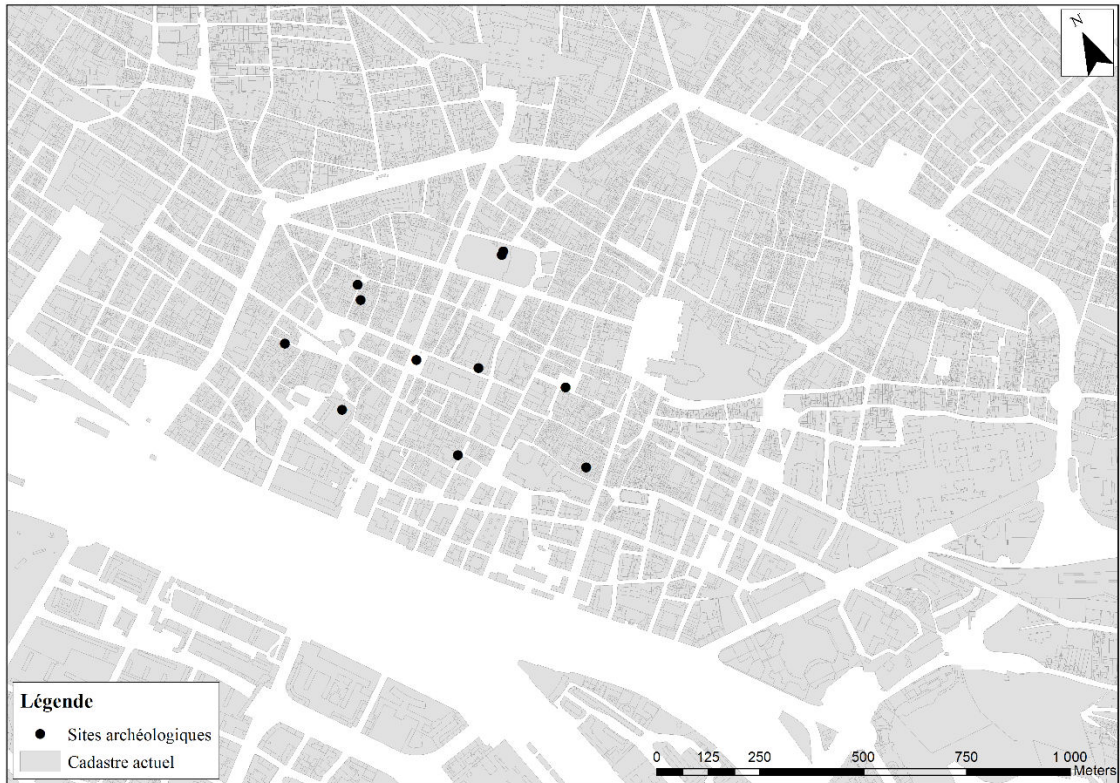 N
Légende
Sites archéologiques
Cadastre actuel
0 125 250 500 750 1 000
Meters